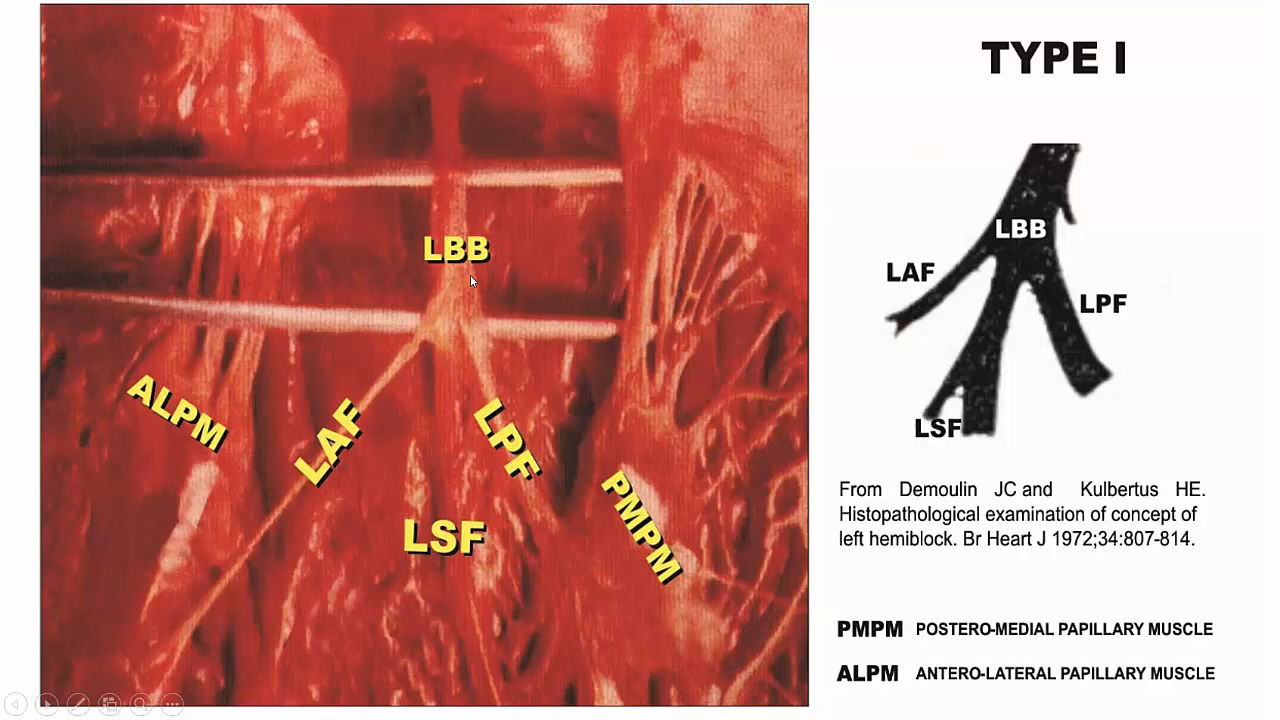 TYPE I
LBB
LAF
LPF
LSF
LBB
ALPM
LAF
LPF
LSF
PMPM
From Demoulin JC and Kulbertus HE.
Histopathological examination of concept of
left hemiblock. Br Heart J 1972;34:807-814.
PMPM POSTERO-MEDIAL PAPILLARY MUSCLE
ALPM ANTERO-LATERAL PAPILLARY MUSCLE